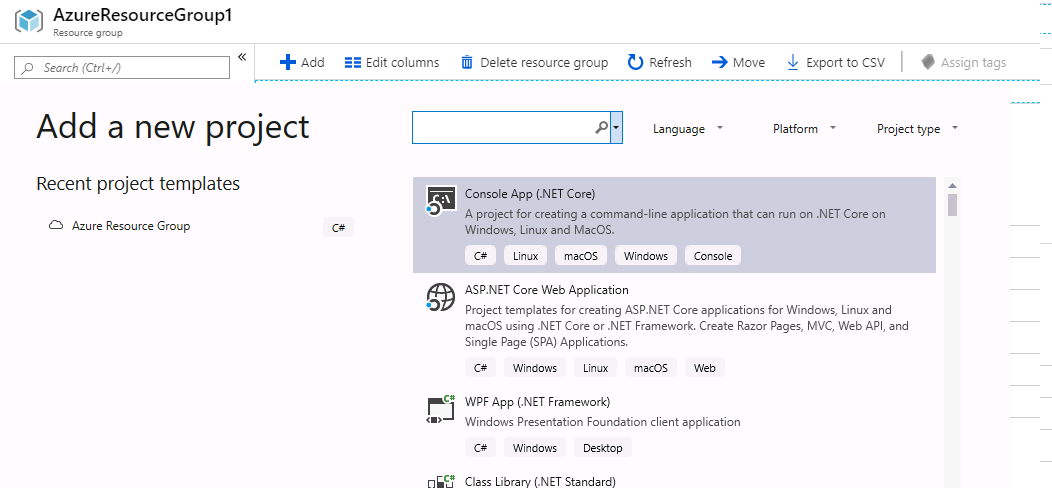 AzureResourceGroup1
Resource group
Search (Ctrl+/)
«
Add
Edit columns
Delete resource group
Refresh
Move
Export to CSV
Assign tags
Add a new project
Language
Platform
Project type
Recent project templates
Azure Resource Group
C#
Console App (.NET Core)
A project for creating a command-line application that can run on .NET Core on
Windows, Linux and MacOS.
C#
Linux
macOS
Windows
Console
ASP.NET Core Web Application
Project templates for creating ASP.NET Core applications for Windows, Linux and
macOS using .NET Core or .NET Framework. Create Razor Pages, MVC, Web API, and
Single Page (SPA) Applications.
C#
Windows
Linux
macOS
Web
WPF App (.NET Framework)
Windows Presentation Foundation client application
C#
Windows
Desktop
Class Library (.NET Standard)